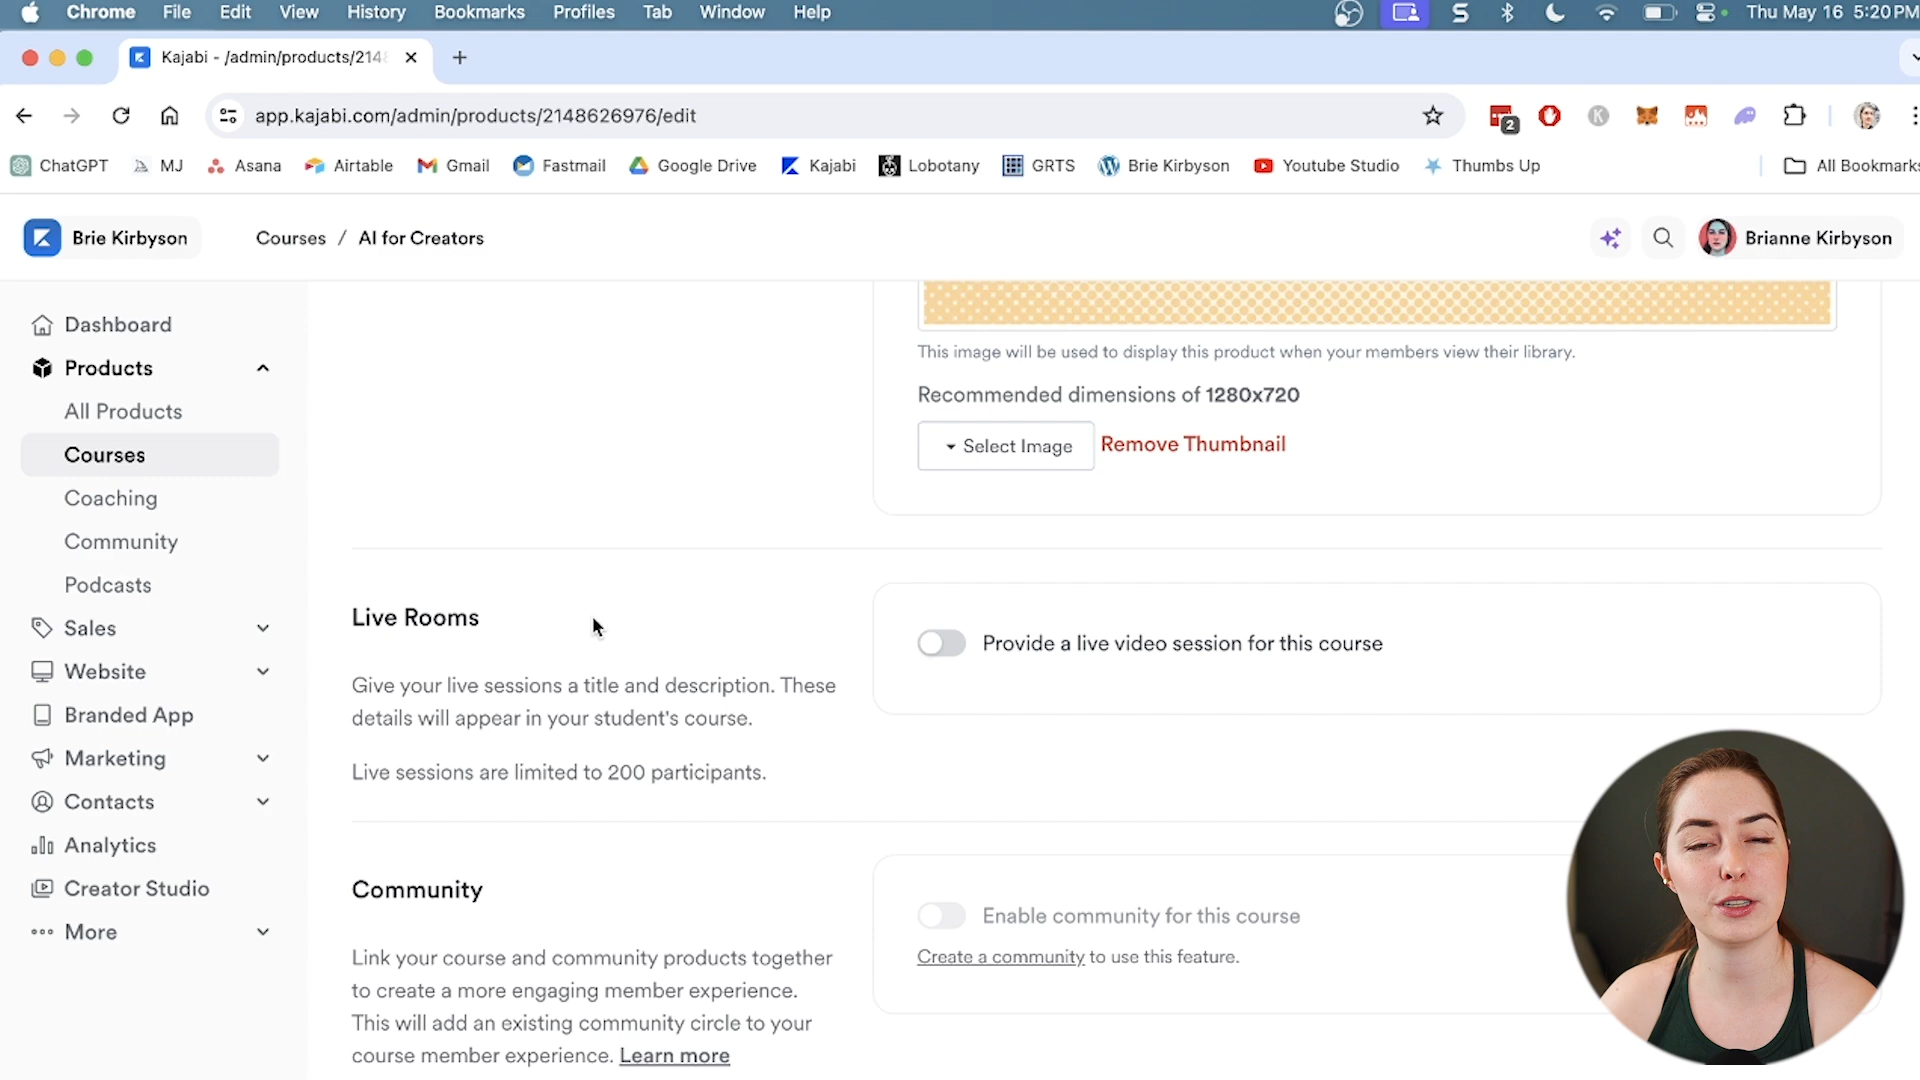 Chrome File Edit View History Bookmarks Profiles Tab Window Help Thu May 16 5:20PM
Kajabi - /admin/products/2148
app.kajabi.com/admin/products/2148626976/edit
2
ChatGPT MJ Asana Airtable Gmail Fastmail Google Drive Kajabi Lobotany GRTS Brie Kirbyson Youtube Studio Thumbs Up All Bookmarks
Brie Kirbyson Courses / AI for Creators Brianne Kirbyson
Dashboard
Products
All Products
Courses
Coaching
Community
Podcasts
Sales
Website
Branded App
Marketing
Contacts
Analytics
Creator Studio
More
This image will be used to display this product when your members view their library.
Recommended dimensions of 1280x720
Select Image Remove Thumbnail
Live Rooms
Give your live sessions a title and description. These
details will appear in your student's course.
Live sessions are limited to 200 participants.
Provide a live video session for this course
Community
Link your course and community products together
to create a more engaging member experience.
This will add an existing community circle to your
course member experience. Learn more
Enable community for this course
Create a community to use this feature.